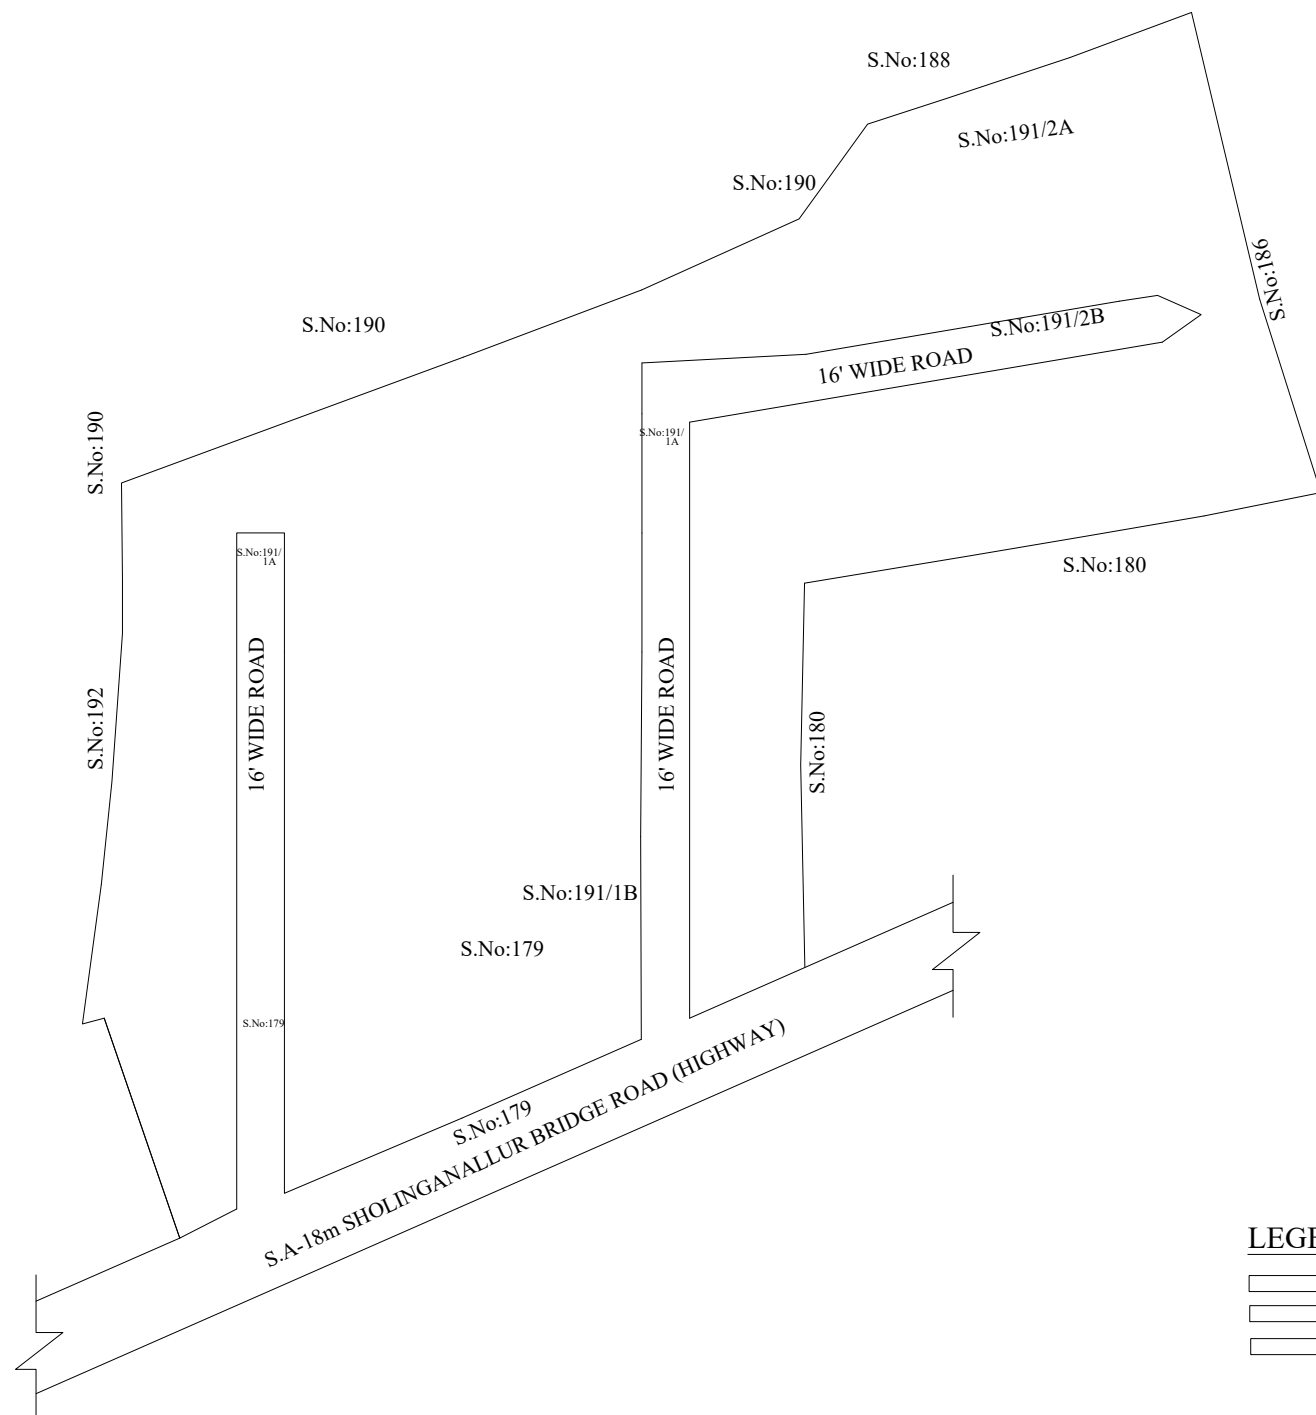 S.No:188
S.No:191/2A
S.No:190
S.No:186
S.No:190
S.No:191/2B
16' WIDE ROAD
S.No:190
S.No:191/
1A
S.No:191/
1A
S.No:180
16' WIDE ROAD
16' WIDE ROAD
S.No:192
S.No:180
S.No:191/1B
S.No:179
S.No:179
S.No:179
S.A-18m SHOLINGANALLUR BRIDGE ROAD (HIGHWAY)